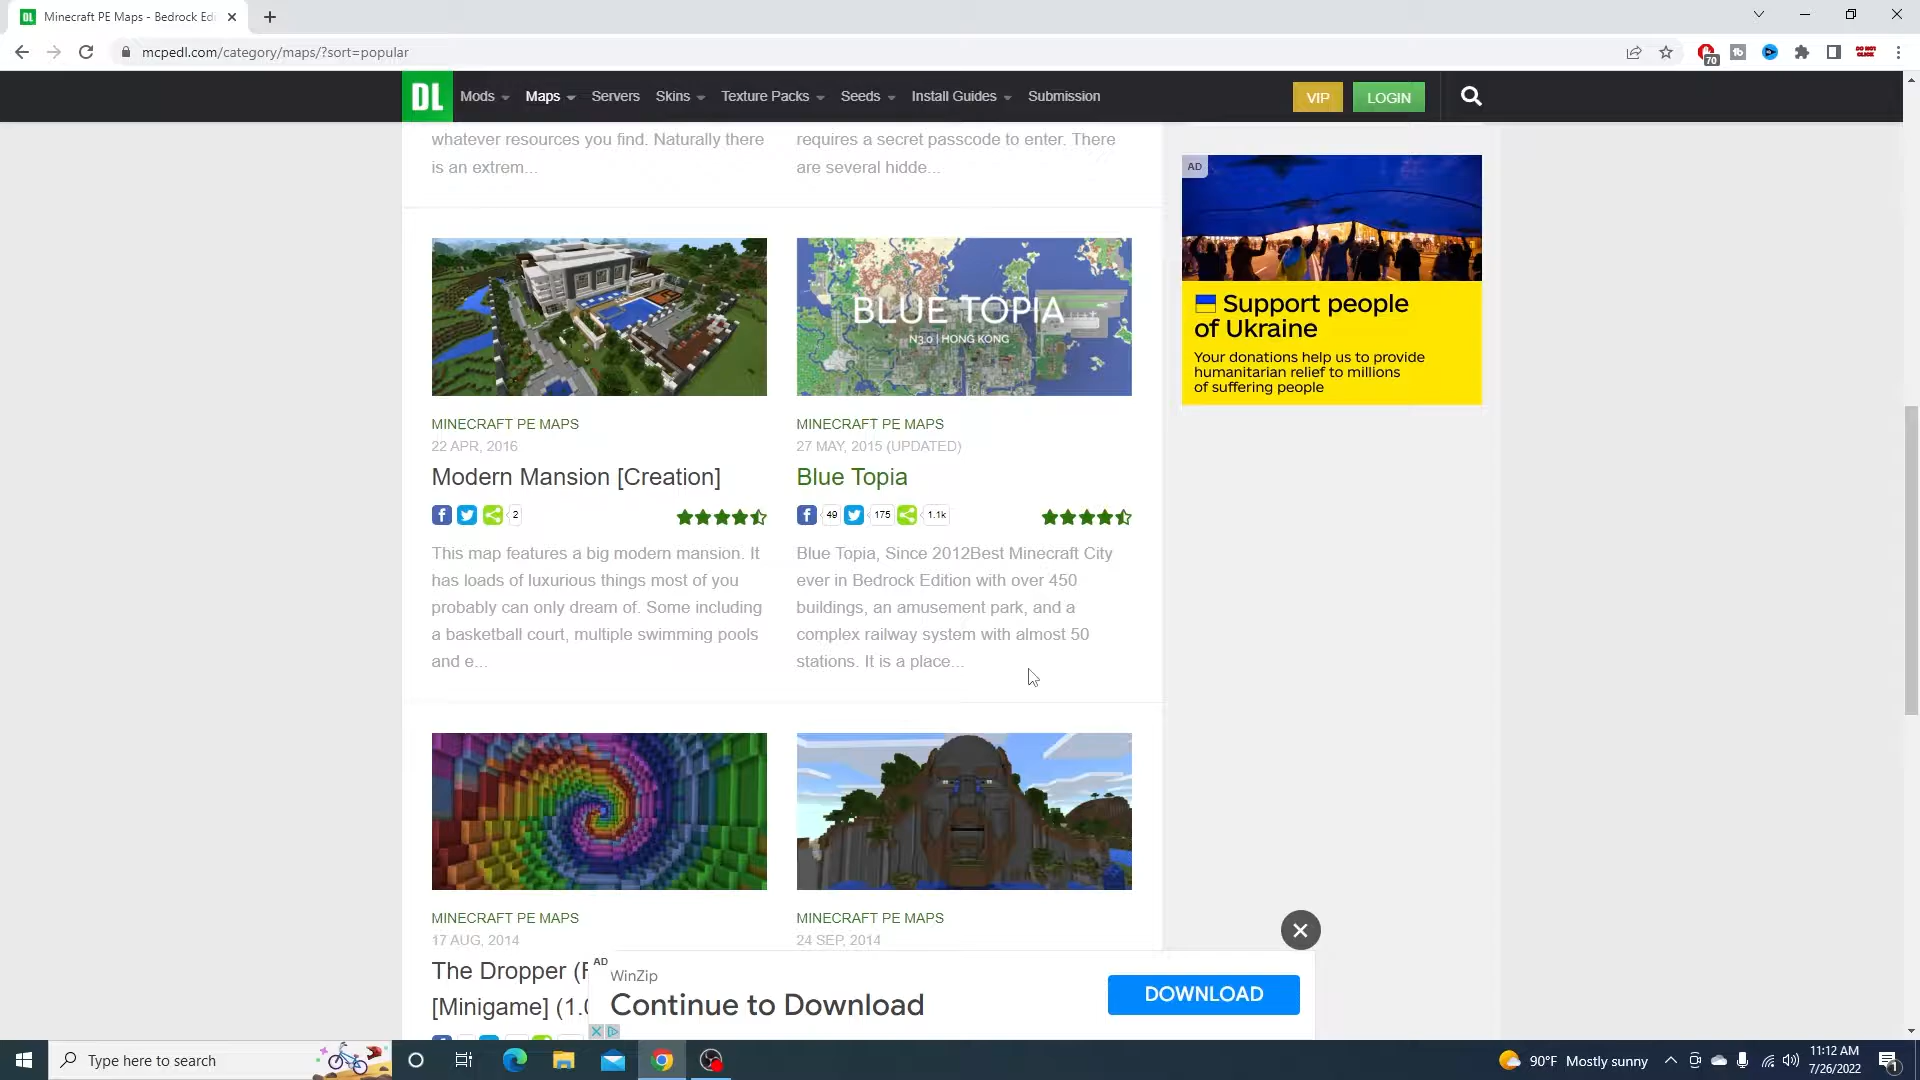 Minecraft PE Maps - Bedrock Ed
mcpedl.com/category/maps/?sort=popular
70
DO NOT CLICK
DL
Mods
Maps
Servers
Skins
Texture Packs
Seeds
Install Guides
Submission
VIP
LOGIN
whatever resources you find. Naturally there
is an extrem...
requires a secret passcode to enter. There
are several hidde...
AD
Support people
of Ukraine
Your donations help us to provide
humanitarian relief to millions
of suffering people
BLUE TOPIA
N3.0 | HONG KONG
MINECRAFT PE MAPS
22 APR, 2016
Modern Mansion [Creation]
2
This map features a big modern mansion. It
has loads of luxurious things most of you
probably can only dream of. Some including
a basketball court, multiple swimming pools
and e...
MINECRAFT PE MAPS
27 MAY, 2015 (UPDATED)
Blue Topia
49
175
1.1k
Blue Topia, Since 2012Best Minecraft City
ever in Bedrock Edition with over 450
buildings, an amusement park, and a
complex railway system with almost 50
stations. It is a place...
MINECRAFT PE MAPS
17 AUG, 2014
The Dropper (
[Minigame] (1.0
MINECRAFT PE MAPS
24 SEP, 2014
AD
WinZip
Continue to Download
DOWNLOAD
Type here to search
90°F Mostly sunny
11:12 AM
7/26/2022
1